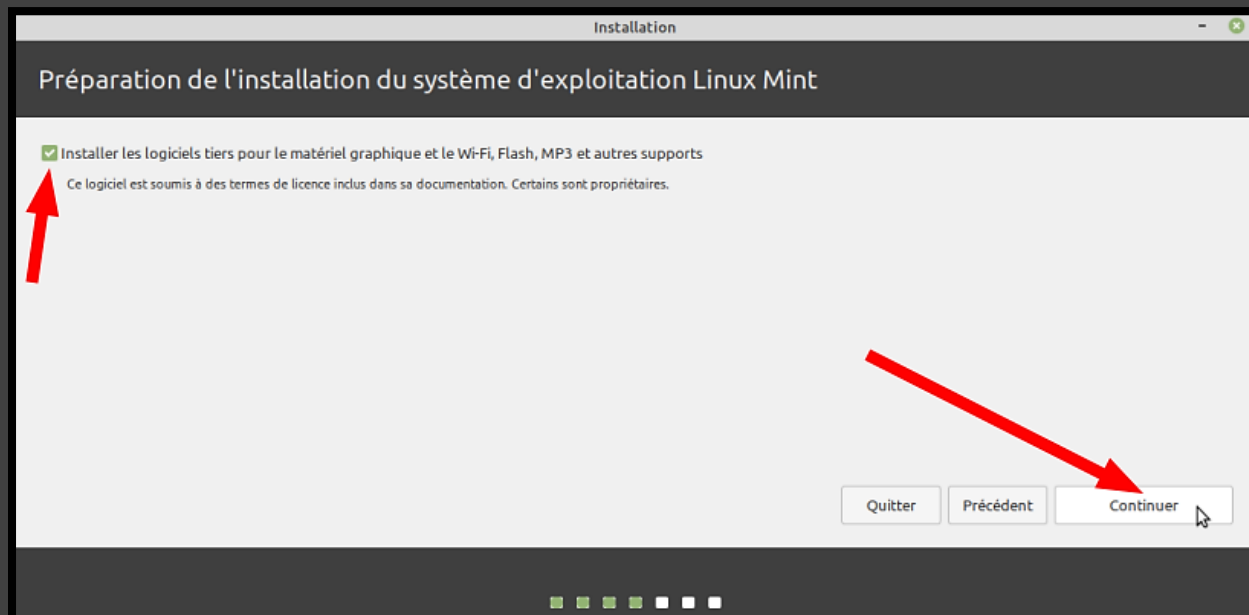 Installation
Préparation de l'installation du système d'exploitation Linux Mint
Installer les logiciels tiers pour le matériel graphique et le Wi-Fi, Flash, MP3 et autres supports
Ce logiciel est soumis à des termes de licence inclus dans sa documentation. Certains sont propriétaires.
Quitter
Précédent
Continuer